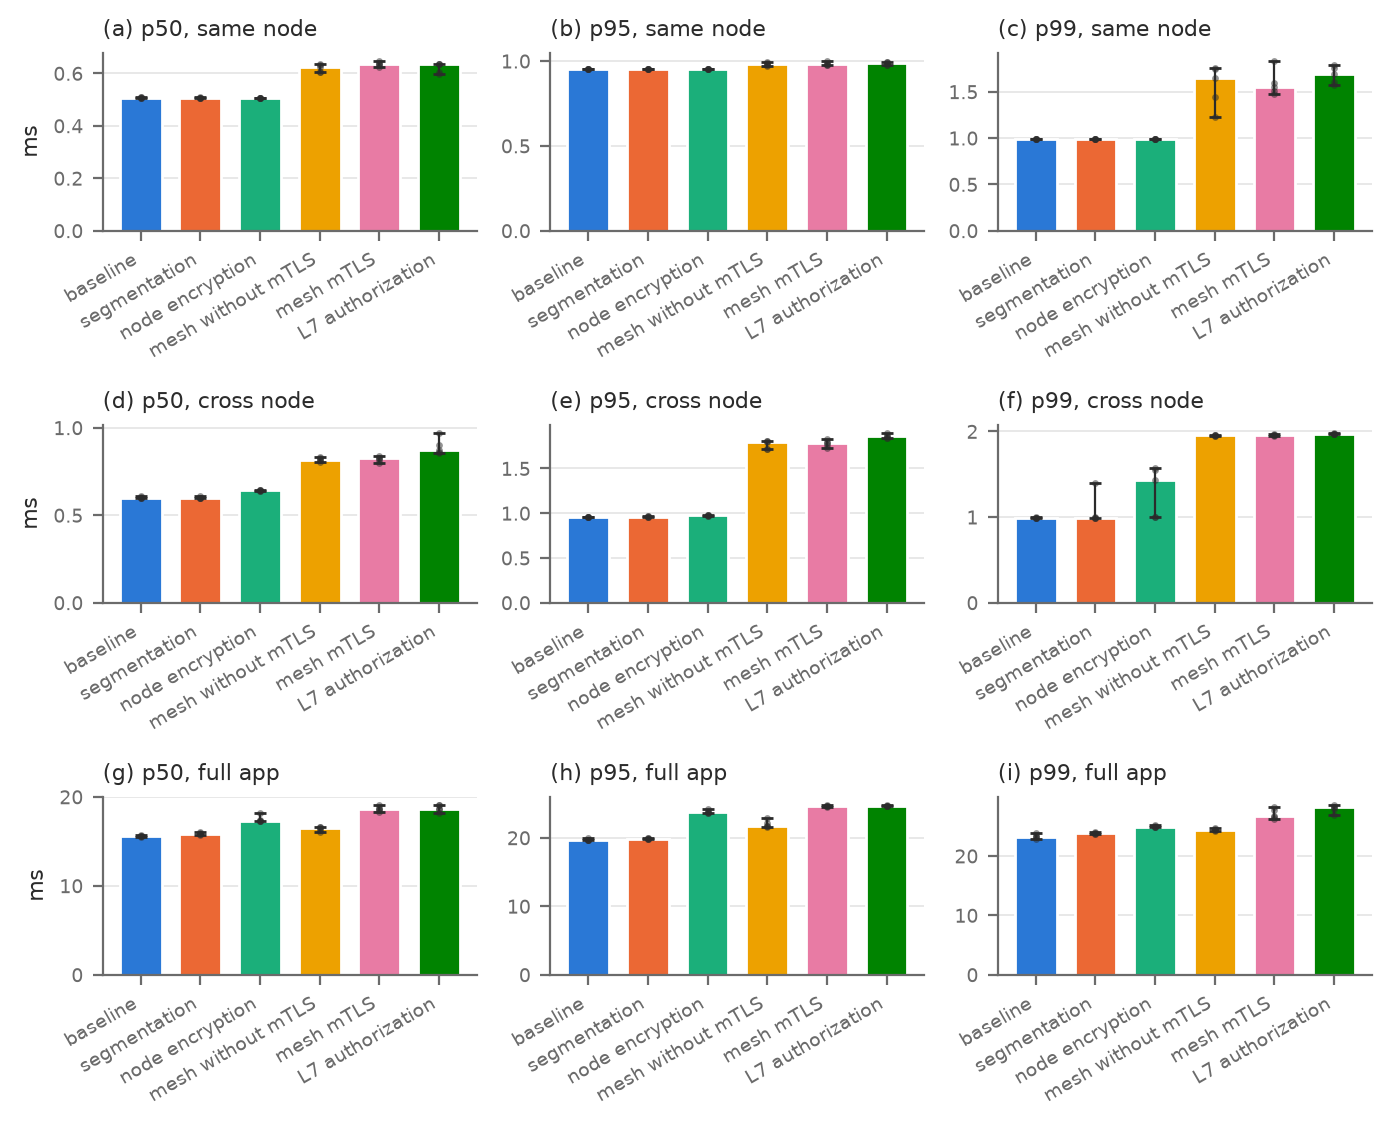 (a) p50, same node
(b) p95, same node
(c) p99, same node
ms
0.6
0.4
0.2
0.0
1.0
0.5
0.0
1.5
1.0
0.5
0.0
baseline
segmentation
node encryption
mesh without mTLS
mesh mTLS
L7 authorization
baseline
segmentation
node encryption
mesh without mTLS
mesh mTLS
L7 authorization
baseline
segmentation
node encryption
mesh without mTLS
mesh mTLS
L7 authorization
(d) p50, cross node
(e) p95, cross node
(f) p99, cross node
ms
1.0
0.5
0.0
1.5
1.0
0.5
0.0
2
1
0
baseline
segmentation
node encryption
mesh without mTLS
mesh mTLS
L7 authorization
baseline
segmentation
node encryption
mesh without mTLS
mesh mTLS
L7 authorization
baseline
segmentation
node encryption
mesh without mTLS
mesh mTLS
L7 authorization
(g) p50, full app
(h) p95, full app
(i) p99, full app
ms
20
10
0
20
10
0
20
10
0
baseline
segmentation
node encryption
mesh without mTLS
mesh mTLS
L7 authorization
baseline
segmentation
node encryption
mesh without mTLS
mesh mTLS
L7 authorization
baseline
segmentation
node encryption
mesh without mTLS
mesh mTLS
L7 authorization